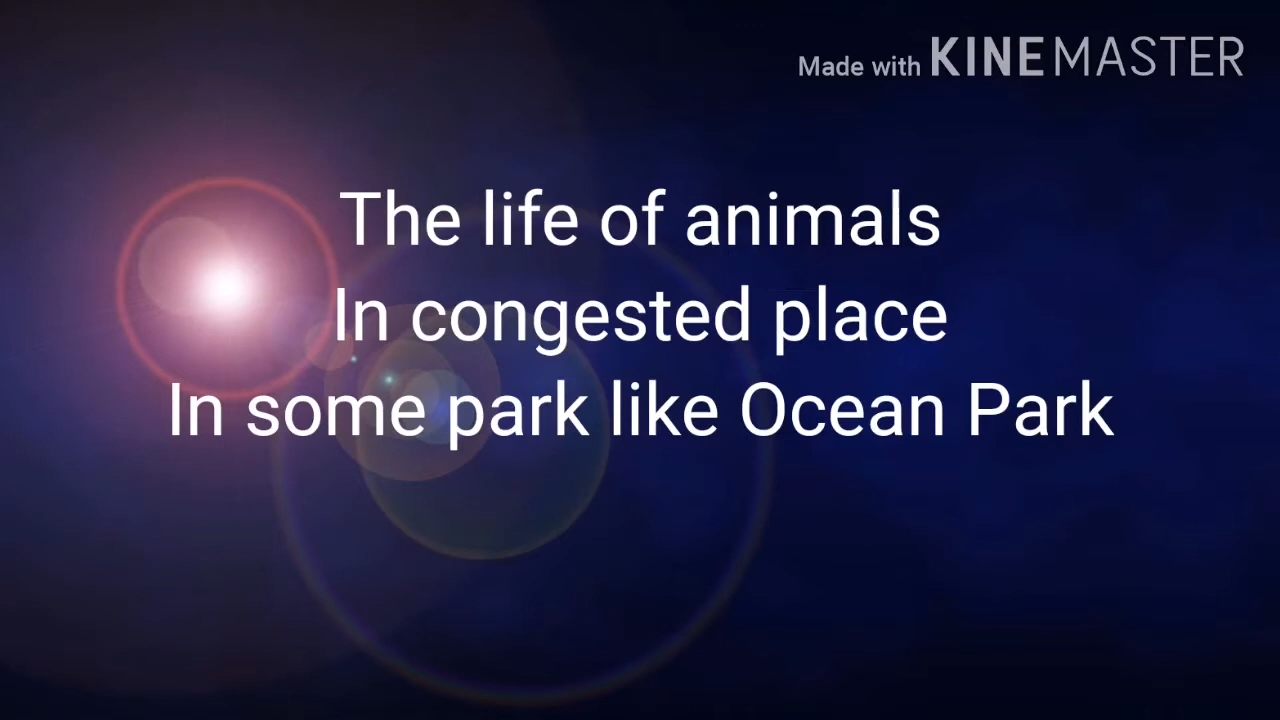 Made with KINEMASTER
The life of animals
In congested place
In some park like Ocean Park